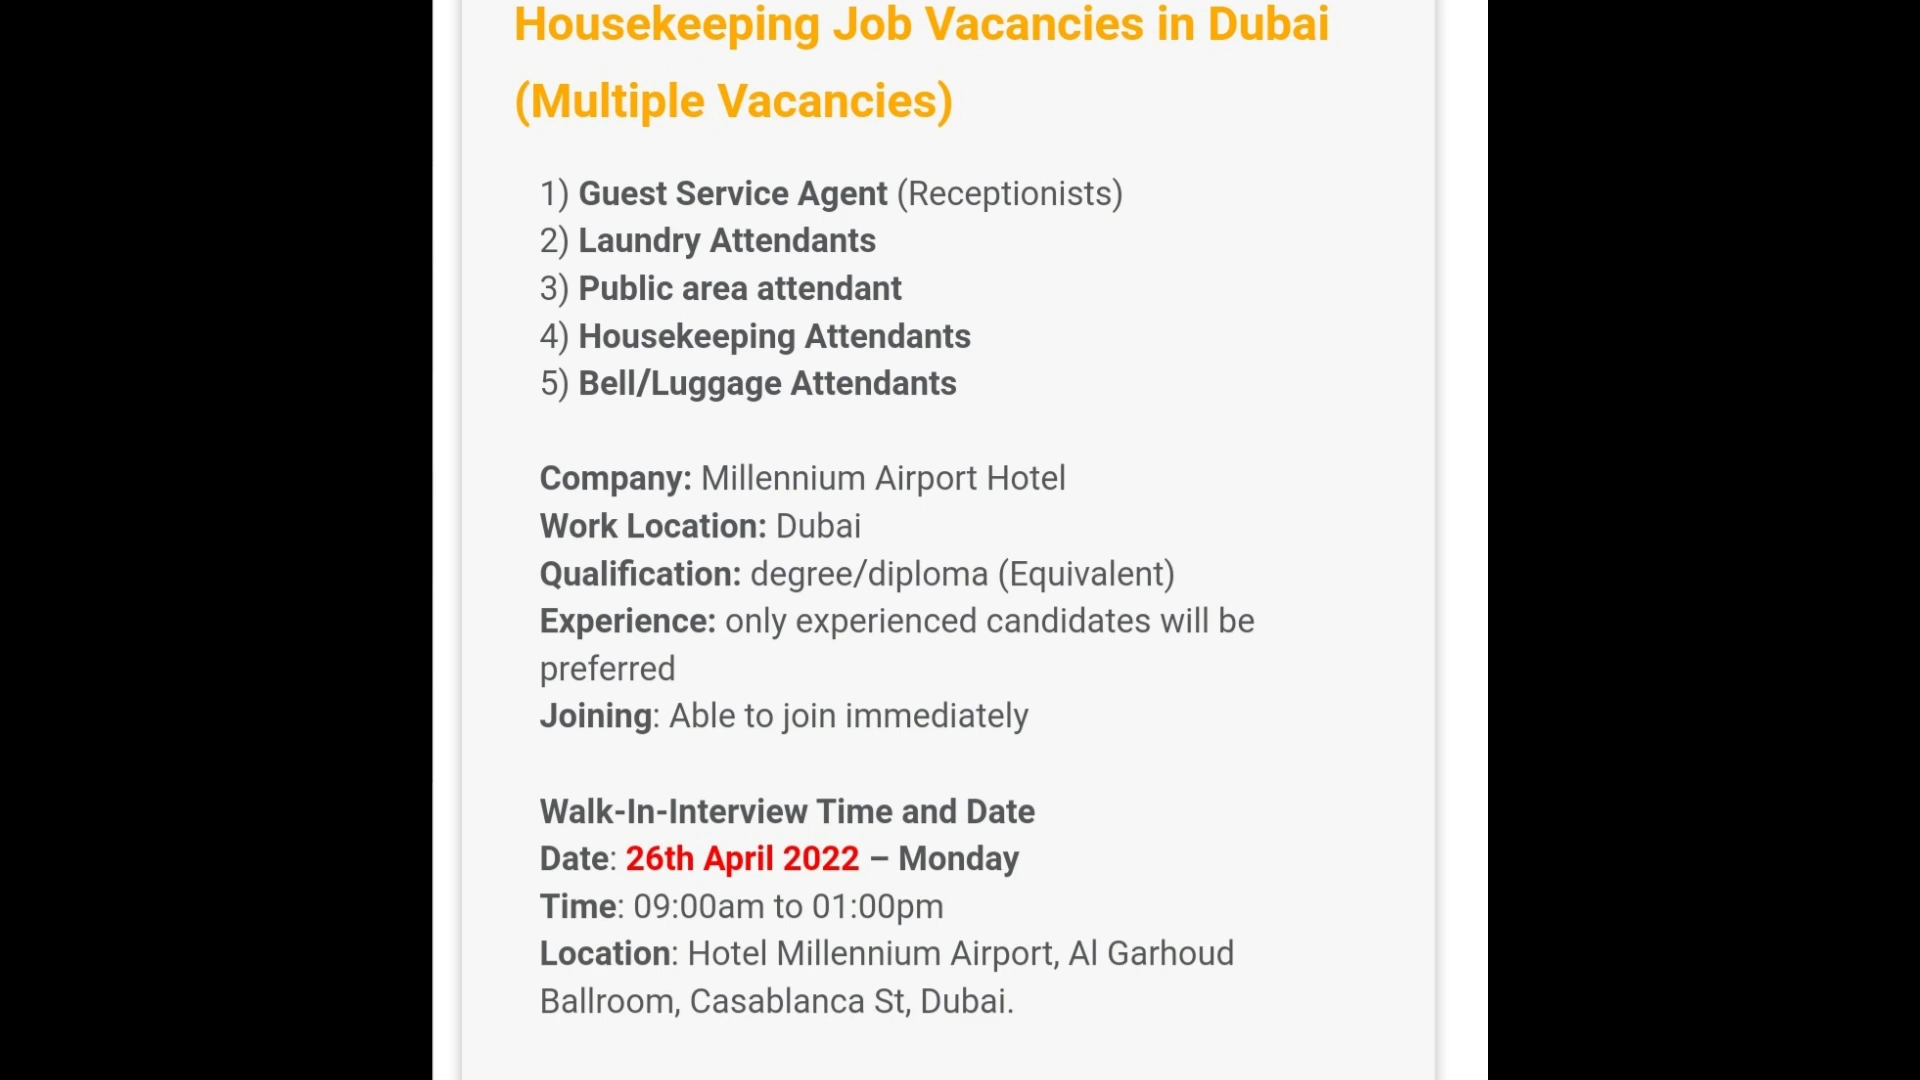 Housekeeping Job Vacancies in Dubai
(Multiple Vacancies)
1) Guest Service Agent (Receptionists)
2) Laundry Attendants
3) Public area attendant
4) Housekeeping Attendants
5) Bell/Luggage Attendants
Company: Millennium Airport Hotel
Work Location: Dubai
Qualification: degree/diploma (Equivalent)
Experience: only experienced candidates will be
preferred
Joining: Able to join immediately
Walk-In-Interview Time and Date
Date: 26th April 2022 – Monday
Time: 09:00am to 01:00pm
Location: Hotel Millennium Airport, Al Garhoud
Ballroom, Casablanca St, Dubai.